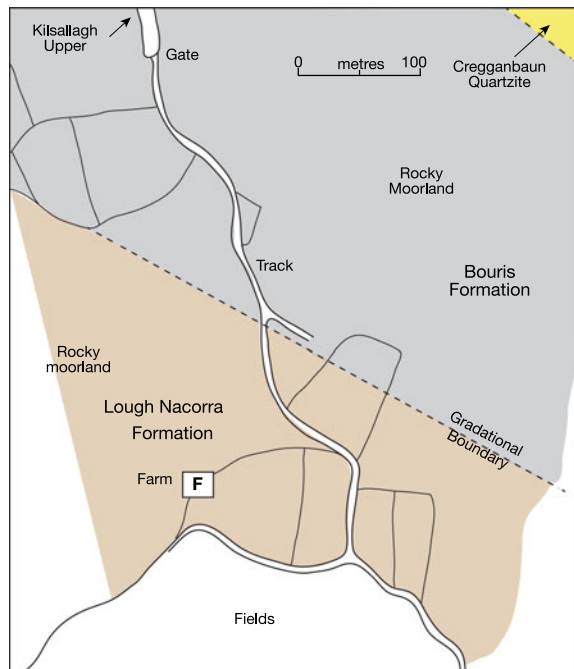 Kilsallagh
Upper
Gate
0 metres 100
Cregganbaun
Quartzite
Rocky
Moorland
Bouris
Formation
Track
Rocky
moorland
Lough Nacorra
Formation
Gradational
Boundary
Farm
F
Fields